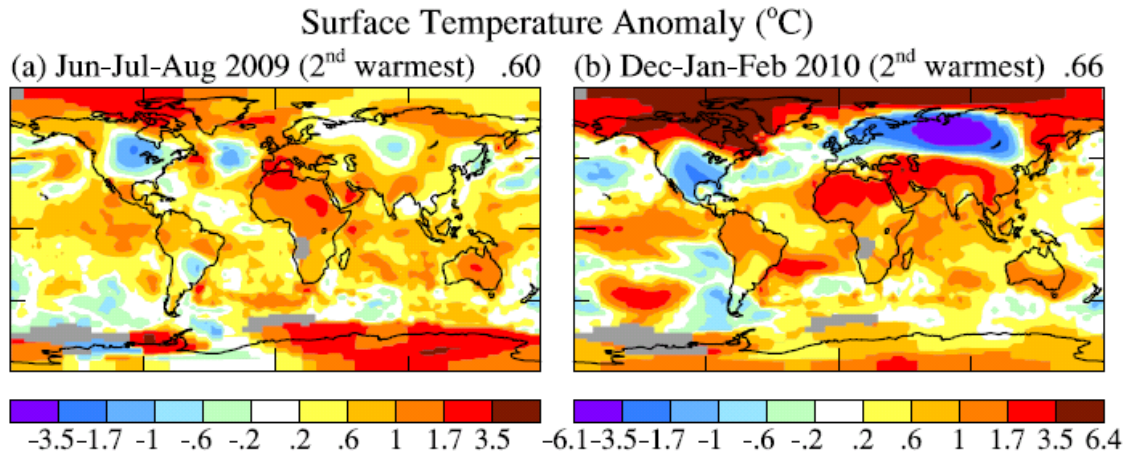 Surface Temperature Anomaly (°C)
(a) Jun-Jul-Aug 2009 (2nd warmest) .60
(b) Dec-Jan-Feb 2010 (2nd warmest) .66
-3.5 -1.7 -1 -.6 -.2 .2 .6 1 1.7 3.5
-6.1 -3.5 -1.7 -1 -.6 -.2 .2 .6 1 1.7 3.5 6.4